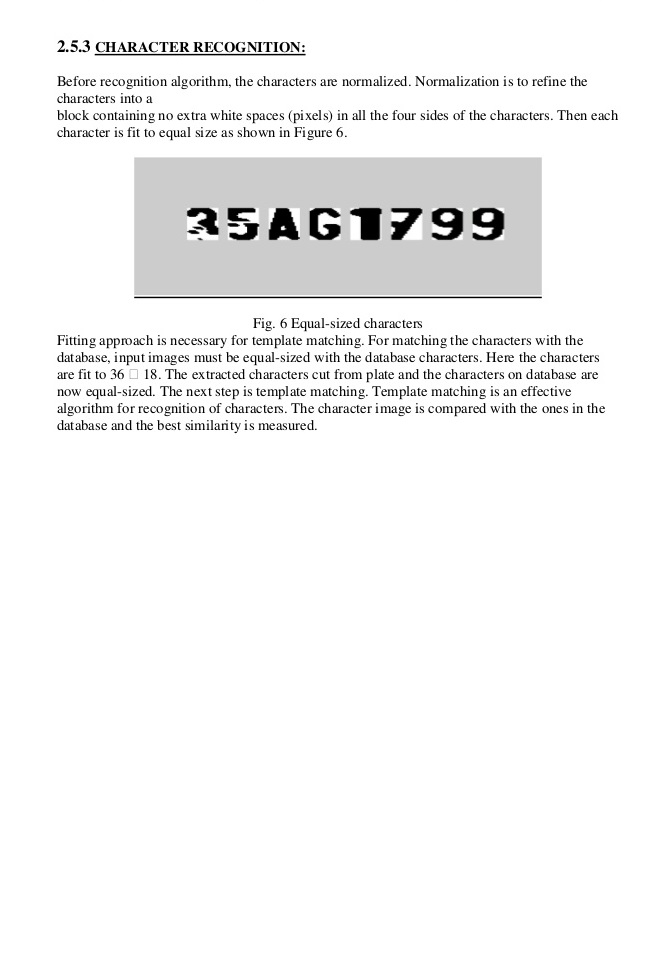 2.5.3 CHARACTER RECOGNITION:
Before recognition algorithm, the characters are normalized. Normalization is to refine the
characters into a
block containing no extra white spaces (pixels) in all the four sides of the characters. Then each
character is fit to equal size as shown in Figure 6.
35AG1799
Fig. 6 Equal-sized characters
Fitting approach is necessary for template matching. For matching the characters with the
database, input images must be equal-sized with the database characters. Here the characters
are fit to 36 □ 18. The extracted characters cut from plate and the characters on database are
now equal-sized. The next step is template matching. Template matching is an effective
algorithm for recognition of characters. The character image is compared with the ones in the
database and the best similarity is measured.